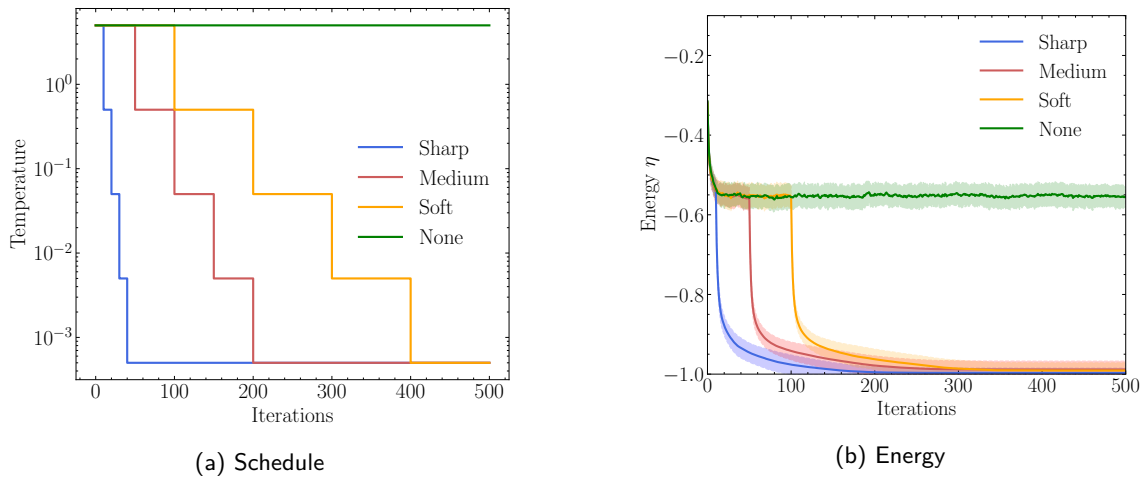 10^0
10^{-1}
10^{-2}
10^{-3}
Temperature
0 100 200 300 400 500
Iterations
Sharp
Medium
Soft
None
(a) Schedule
−0.2
−0.4
−0.6
−0.8
−1.0
Energy η
0 100 200 300 400 500
Iterations
Sharp
Medium
Soft
None
(b) Energy